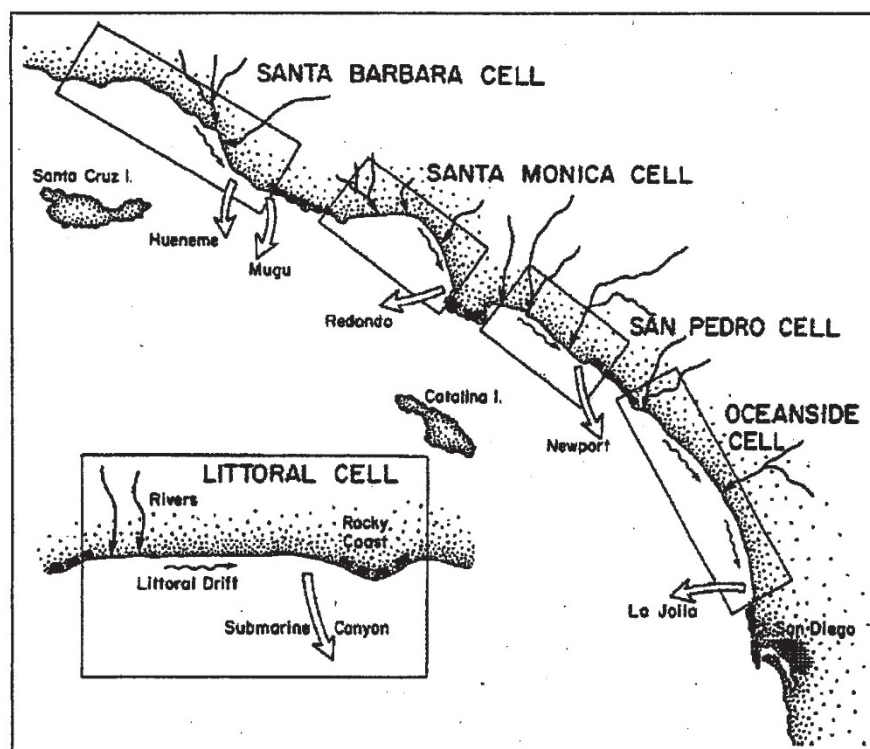 SANTA BARBARA CELL
Santa Cruz I.
SANTA MONICA CELL
Hueneme
Mugu
Redondo
SAN PEDRO CELL
Catalina I.
OCEANSIDE
CELL
Newport
LITTORAL CELL
Rivers
Rocky
Coast
Littoral Drift
Submarine Canyon
La Jolla
San Diego